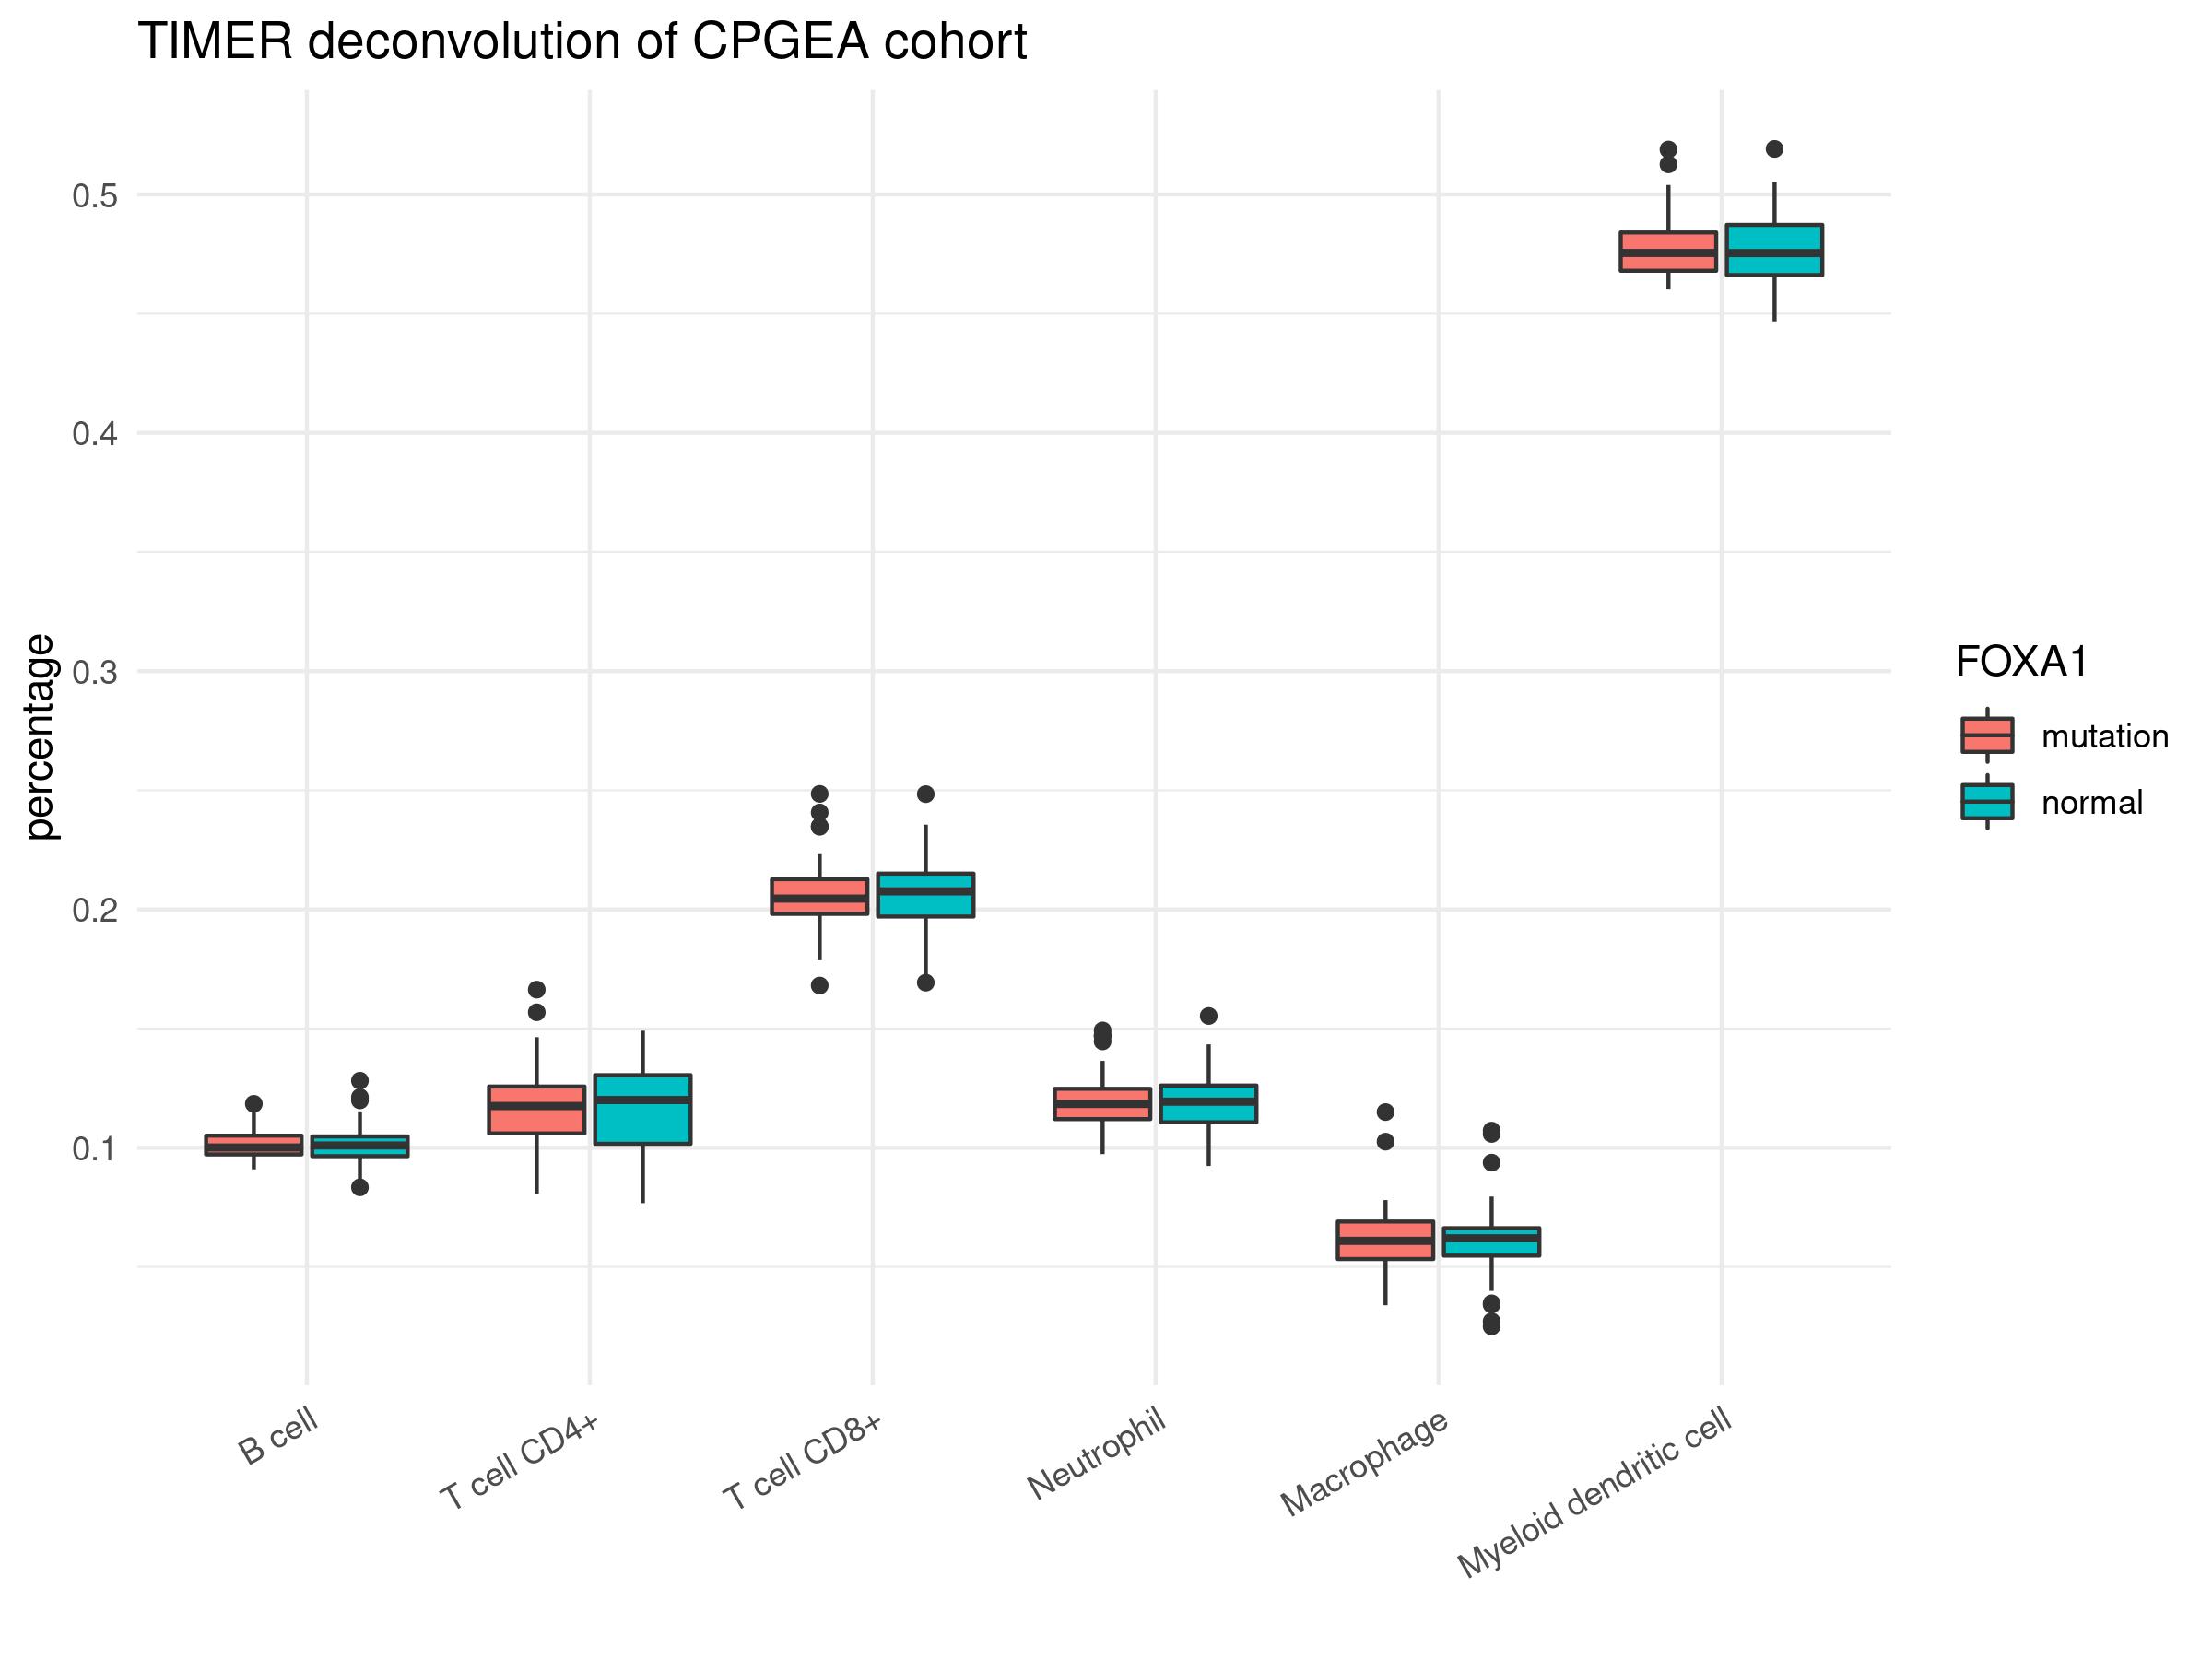 TIMER deconvolution of CPGEA cohort
percentage
0.5
0.4
0.3
0.2
0.1
B cell
T cell CD4+
T cell CD8+
Neutrophil
Macrophage
Myeloid dendritic cell
FOXA1
mutation
normal